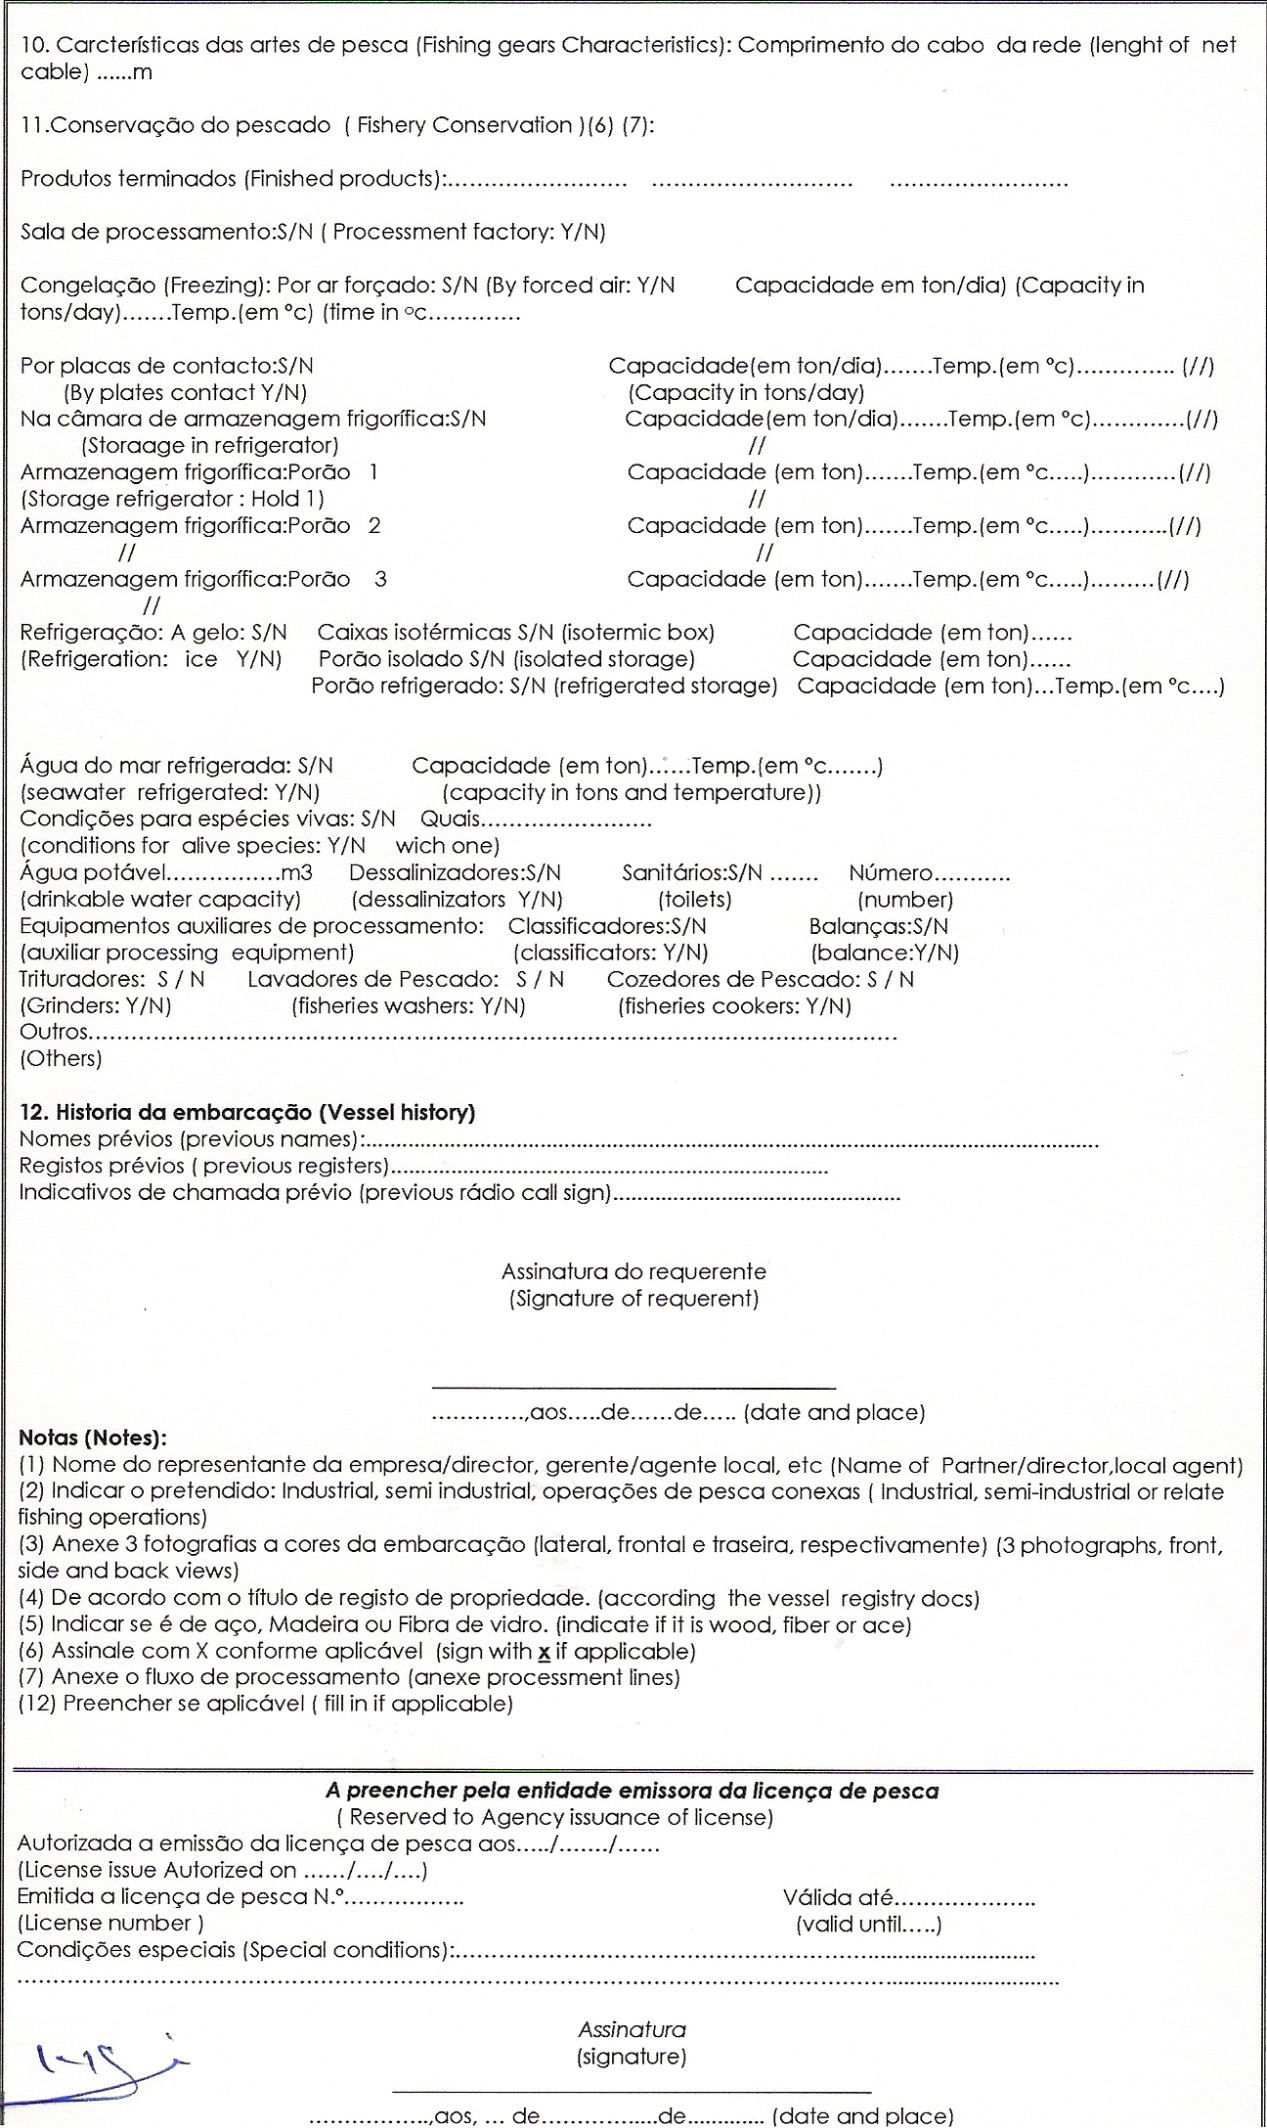 10. Carcterísticas das artes de pesca (Fishing gears Characteristics): Comprimento do cabo da rede (lenght of net
cable) ......m
11.Conservação do pescado ( Fishery Conservation )(6) (7):
Produtos terminados (Finished products):......................... ............................ .........................
Sala de processamento:S/N ( Processment factory: Y/N)
Congelação (Freezing): Por ar forçado: S/N (By forced air: Y/N Capacidade em ton/dia) (Capacity in
tons/day).......Temp.(em ºc) (time in ºc.............
Por placas de contacto:S/N Capacidade(em ton/dia).......Temp.(em ºc).............. (//)
(By plates contact Y/N) (Capacity in tons/day)
Na câmara de armazenagem frigorífica:S/N Capacidade(em ton/dia).......Temp.(em ºc).............(//)
(Storaage in refrigerator) //
Armazenagem frigorífica:Porão 1 Capacidade (em ton).......Temp.(em ºc.....)............(//)
(Storage refrigerator : Hold 1) //
Armazenagem frigorífica:Porão 2 Capacidade (em ton).......Temp.(em ºc.....)...........(//)
// //
Armazenagem frigorífica:Porão 3 Capacidade (em ton).......Temp.(em ºc.....).........(//)
//
Refrigeração: A gelo: S/N Caixas isotérmicas S/N (isotermic box) Capacidade (em ton)......
(Refrigeration: ice Y/N) Porão isolado S/N (isolated storage) Capacidade (em ton)......
Porão refrigerado: S/N (refrigerated storage) Capacidade (em ton)...Temp.(em ºc....)
Água do mar refrigerada: S/N Capacidade (em ton)......Temp.(em ºc.......)
(seawater refrigerated: Y/N) (capacity in tons and temperature))
Condições para espécies vivas: S/N Quais........................
(conditions for alive species: Y/N wich one)
Água potável................m3 Dessalinizadores:S/N Sanitários:S/N ....... Número...........
(drinkable water capacity) (dessalinizators Y/N) (toilets) (number)
Equipamentos auxiliares de processamento: Classificadores:S/N Balanças:S/N
(auxiliar processing equipment) (classificators: Y/N) (balance:Y/N)
Trituradores: S / N Lavadores de Pescado: S / N Cozedores de Pescado: S / N
(Grinders: Y/N) (fisheries washers: Y/N) (fisheries cookers: Y/N)
Outros.................................................................................................................
(Others)
12. Historia da embarcação (Vessel history)
Nomes prévios (previous names):..........................................................................................................................
Registos prévios ( previous registers).........................................................................
Indicativos de chamada prévio (previous rádio call sign)................................................
Assinatura do requerente
(Signature of requerent)
.............,aos.....de......de..... (date and place)
Notas (Notes):
(1) Nome do representante da empresa/director, gerente/agente local, etc (Name of Partner/director,local agent)
(2) Indicar o pretendido: Industrial, semi industrial, operações de pesca conexas ( Industrial, semi-industrial or relate
fishing operations)
(3) Anexe 3 fotografias a cores da embarcação (lateral, frontal e traseira, respectivamente) (3 photographs, front,
side and back views)
(4) De acordo com o título de registo de propriedade. (according the vessel registry docs)
(5) Indicar se é de aço, Madeira ou Fibra de vidro. (indicate if it is wood, fiber or ace)
(6) Assinale com X conforme aplicável (sign with x if applicable)
(7) Anexe o fluxo de processamento (anexe processment lines)
(12) Preencher se aplicável ( fill in if applicable)
A preencher pela entidade emissora da licença de pesca
( Reserved to Agency issuance of license)
Autorizada a emissão da licença de pesca aos...../......./......
(License issue Autorized on ....../..../....)
Emitida a licença de pesca N.º................. Válida até....................
(License number ) (valid until.....)
Condições especiais (Special conditions):.................................................................................
..................................................................................................................................................
Assinatura
(signature)
.................,aos, ... de................de............ (date and place)